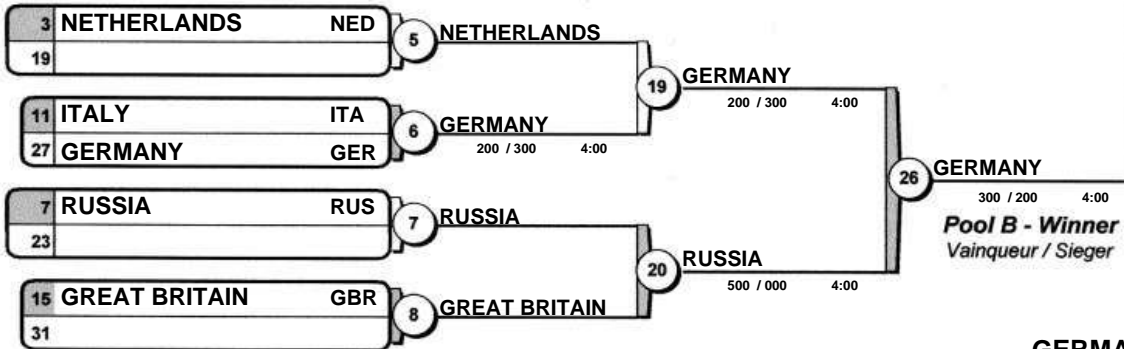 3 NETHERLANDS NED
19
5 NETHERLANDS
11 ITALY ITA
27 GERMANY GER
6 GERMANY
200 / 300 4:00
19 GERMANY
200 / 300 4:00
7 RUSSIA RUS
23
7 RUSSIA
15 GREAT BRITAIN GBR
31
8 GREAT BRITAIN
20 RUSSIA
500 / 000 4:00
26 GERMANY
300 / 200 4:00
Pool B - Winner
Vainqueur / Sieger